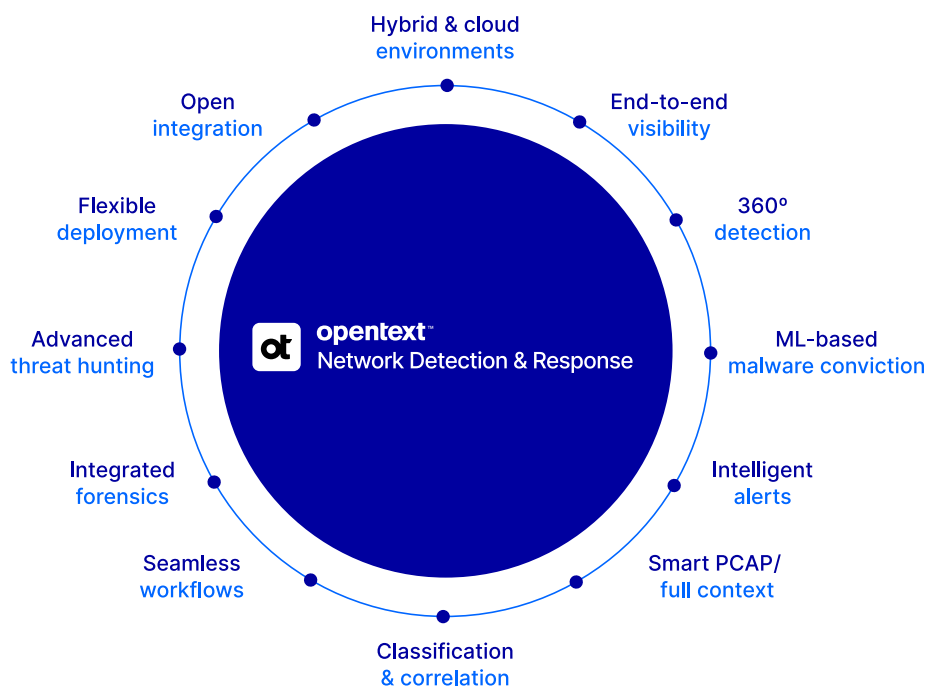 Hybrid & cloud
environments
End-to-end
visibility
360º
detection
ML-based
malware conviction
Intelligent
alerts
Smart PCAP/
full context
Classification
& correlation
Seamless
workflows
Integrated
forensics
Advanced
threat hunting
Flexible
deployment
Open
integration
ot
opentext™
Network Detection & Response